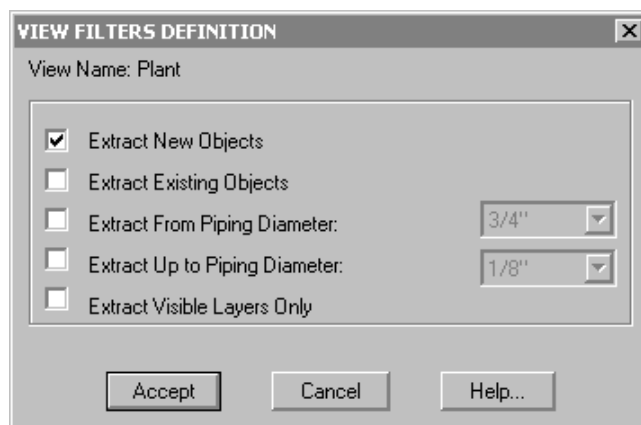 VIEW FILTERS DEFINITION
View Name: Plant
Extract New Objects
Extract Existing Objects
Extract From Piping Diameter: 3/4"
Extract Up to Piping Diameter: 1/8"
Extract Visible Layers Only
Accept Cancel Help...